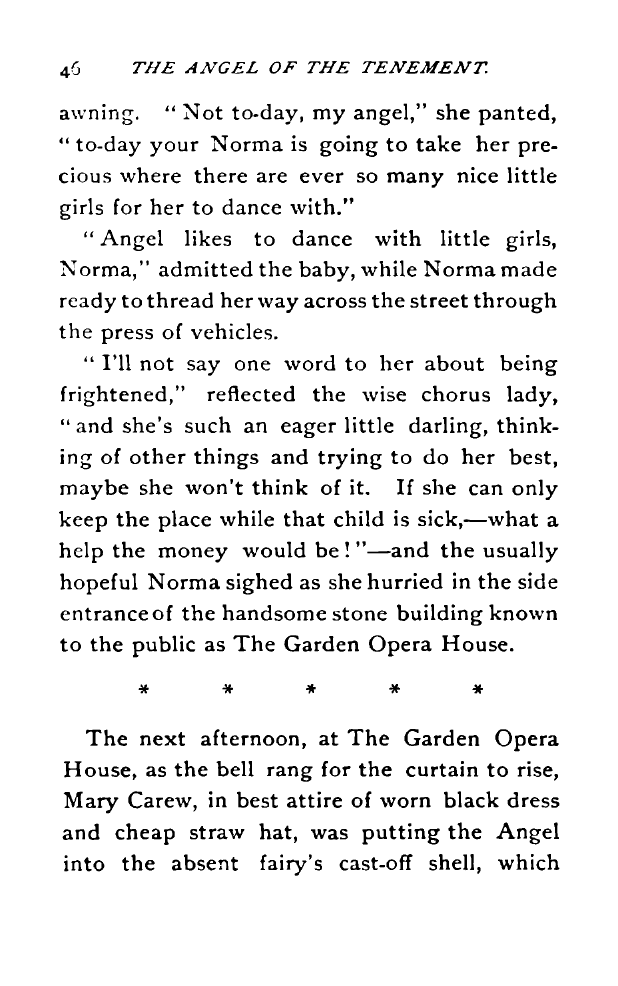 46 THE ANGEL OF THE TENEMENT.
awning. "Not to-day, my angel," she panted,
"to-day your Norma is going to take her pre-
cious where there are ever so many nice little
girls for her to dance with."
"Angel likes to dance with little girls,
Norma," admitted the baby, while Norma made
ready to thread her way across the street through
the press of vehicles.
"I'll not say one word to her about being
frightened," reflected the wise chorus lady,
"and she's such an eager little darling, think-
ing of other things and trying to do her best,
maybe she won't think of it. If she can only
keep the place while that child is sick,—what a
help the money would be!"—and the usually
hopeful Norma sighed as she hurried in the side
entrance of the handsome stone building known
to the public as The Garden Opera House.
* * * * *
The next afternoon, at The Garden Opera
House, as the bell rang for the curtain to rise,
Mary Carew, in best attire of worn black dress
and cheap straw hat, was putting the Angel
into the absent fairy's cast-off shell, which